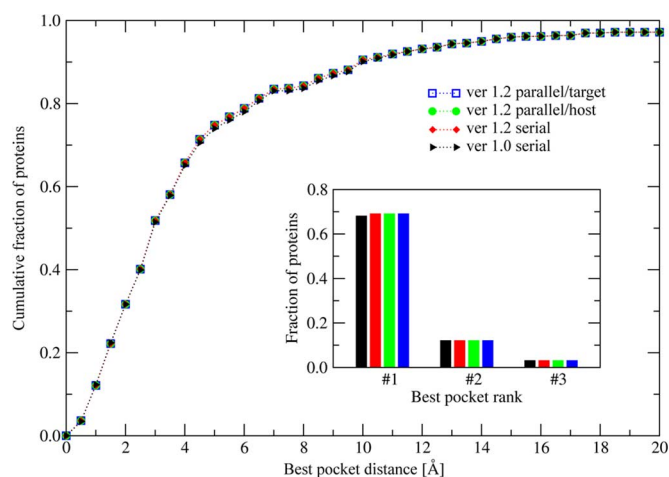 1.0
0.8
0.6
0.4
0.2
0.0
Cumulative fraction of proteins
ver 1.2 parallel/target
ver 1.2 parallel/host
ver 1.2 serial
ver 1.0 serial
0.8
0.6
0.4
0.2
0.0
Fraction of proteins
#1 #2 #3
Best pocket rank
0 2 4 6 8 10 12 14 16 18 20
Best pocket distance [Å]